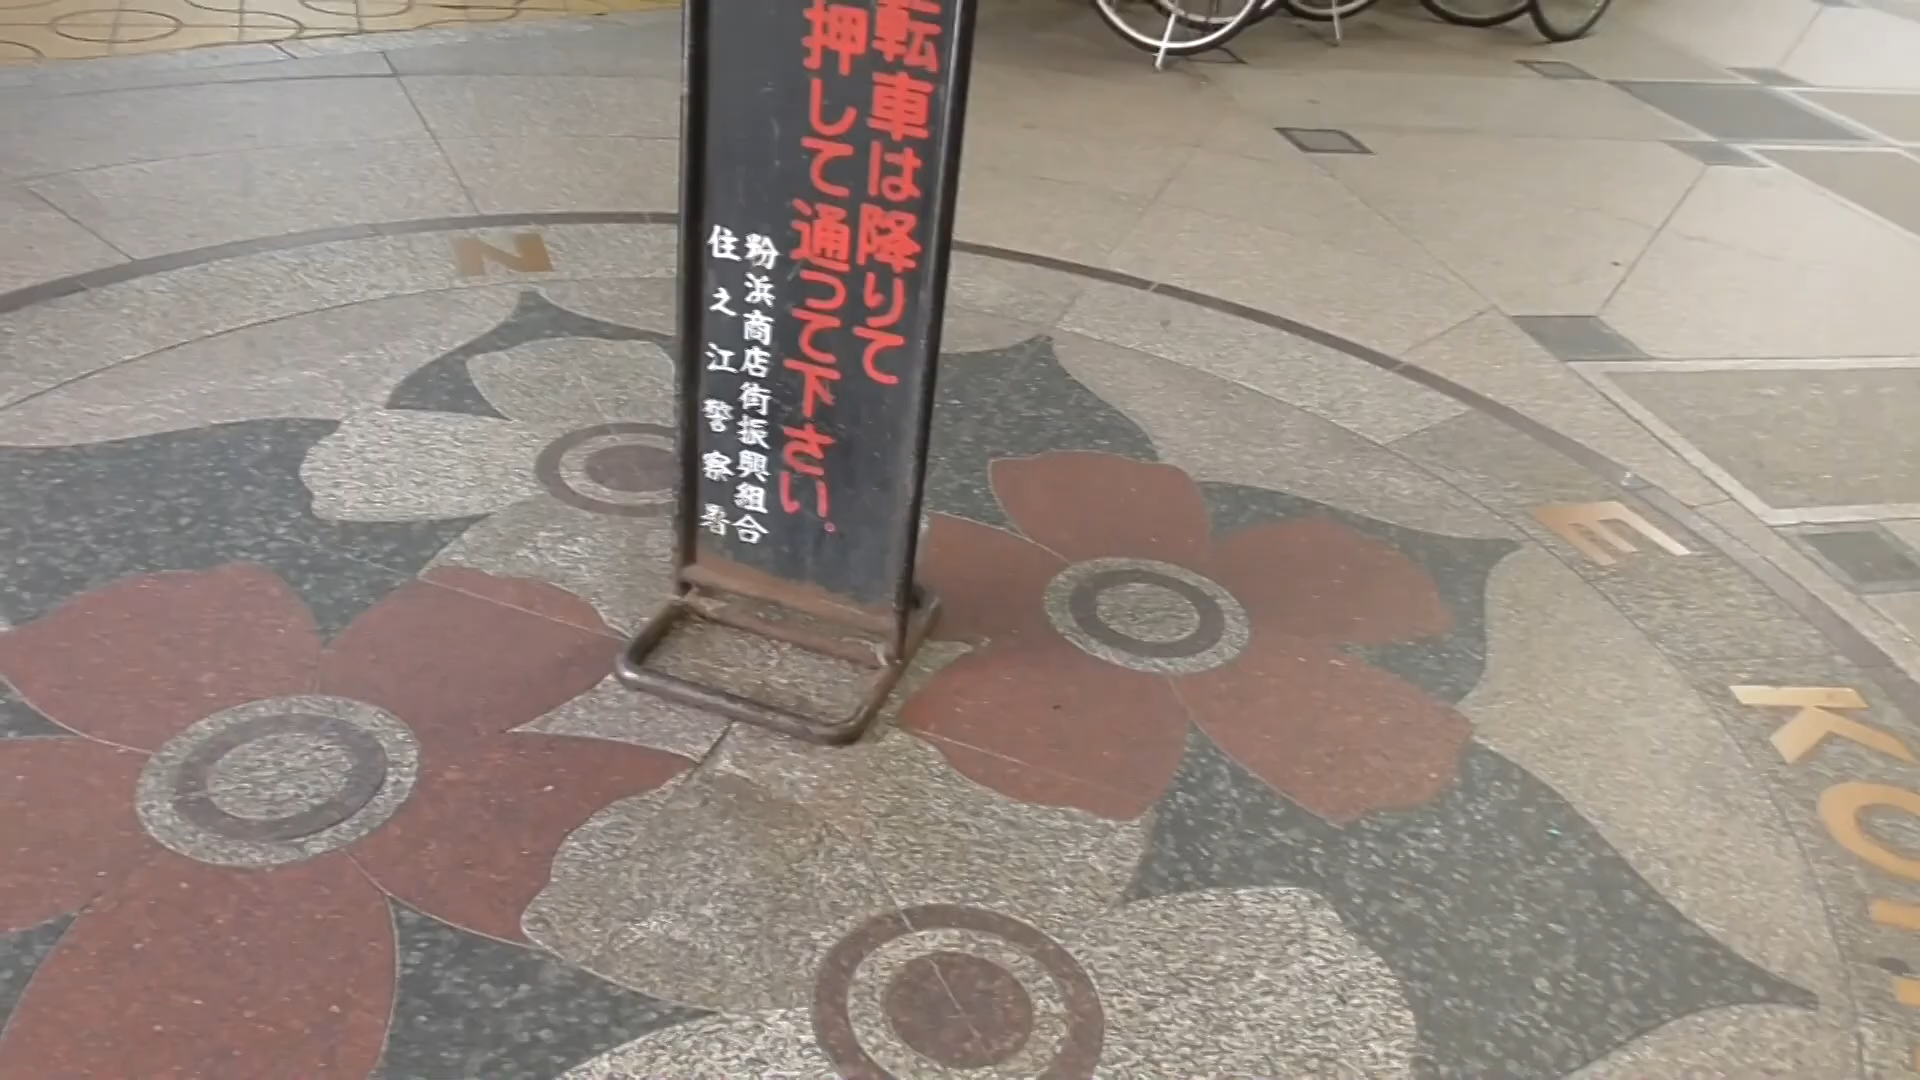 転車は降りて
押して通って下さい。
粉浜商店街振興組合
住之江警察署
N
E
KO